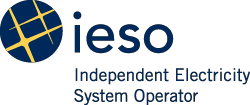 ieso
Independent Electricity
System Operator